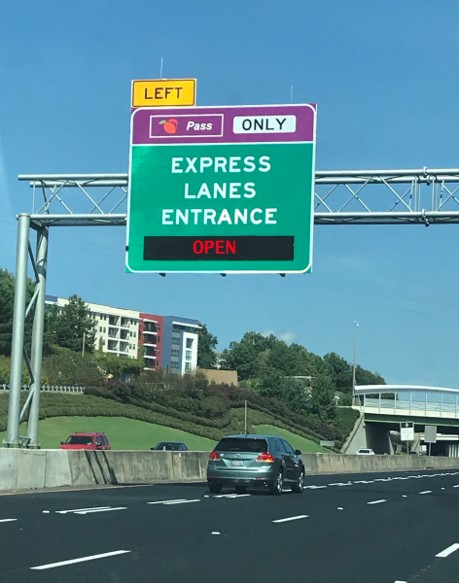 LEFT
Pass ONLY
EXPRESS
LANES
ENTRANCE
OPEN